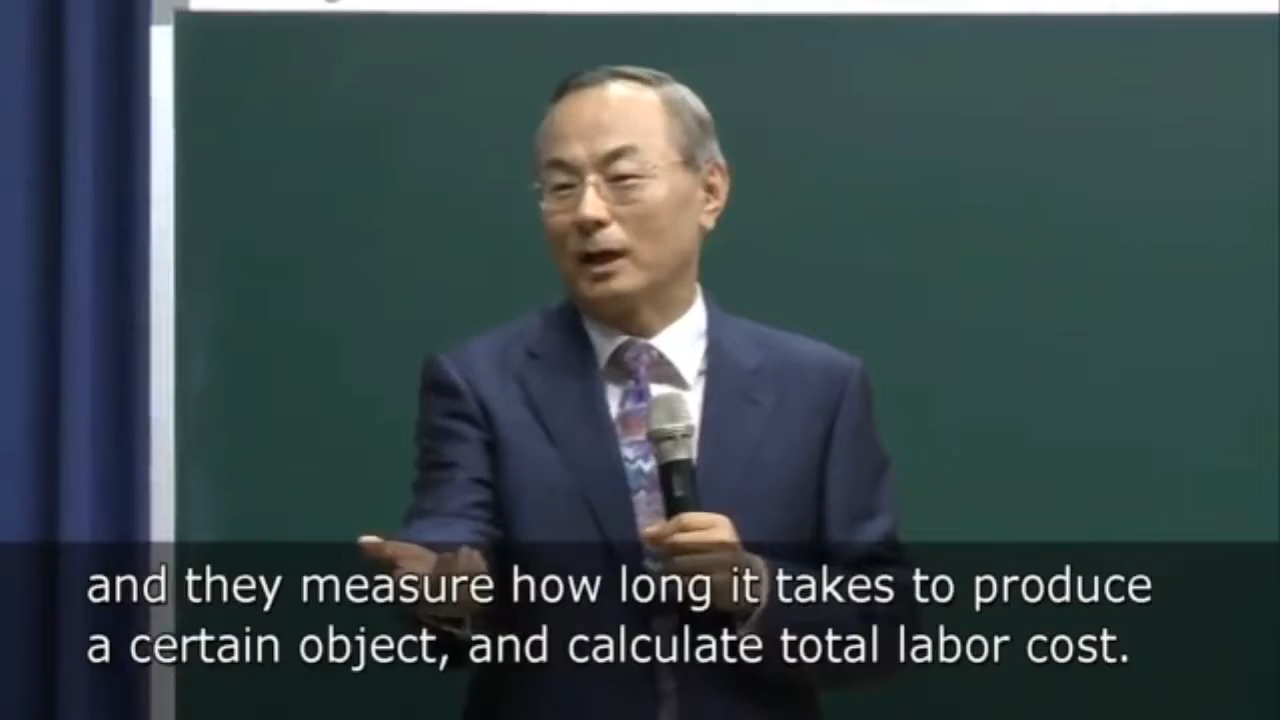 and they measure how long it takes to produce
a certain object, and calculate total labor cost.